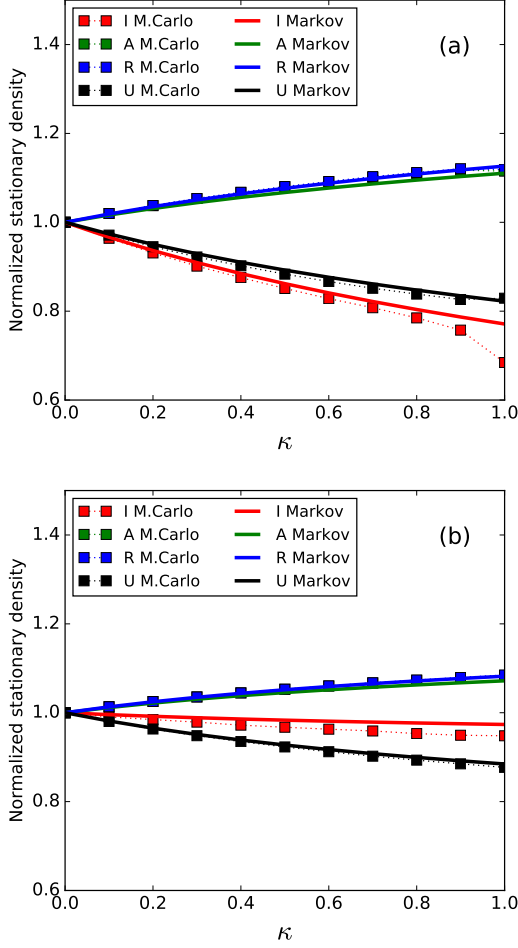 I M.Carlo I Markov
A M.Carlo A Markov
R M.Carlo R Markov
U M.Carlo U Markov
(a)
Normalized stationary density
1.4
1.2
1.0
0.8
0.6
0.0 0.2 0.4 0.6 0.8 1.0
κ
I M.Carlo I Markov
A M.Carlo A Markov
R M.Carlo R Markov
U M.Carlo U Markov
(b)
Normalized stationary density
1.4
1.2
1.0
0.8
0.6
0.0 0.2 0.4 0.6 0.8 1.0
κ